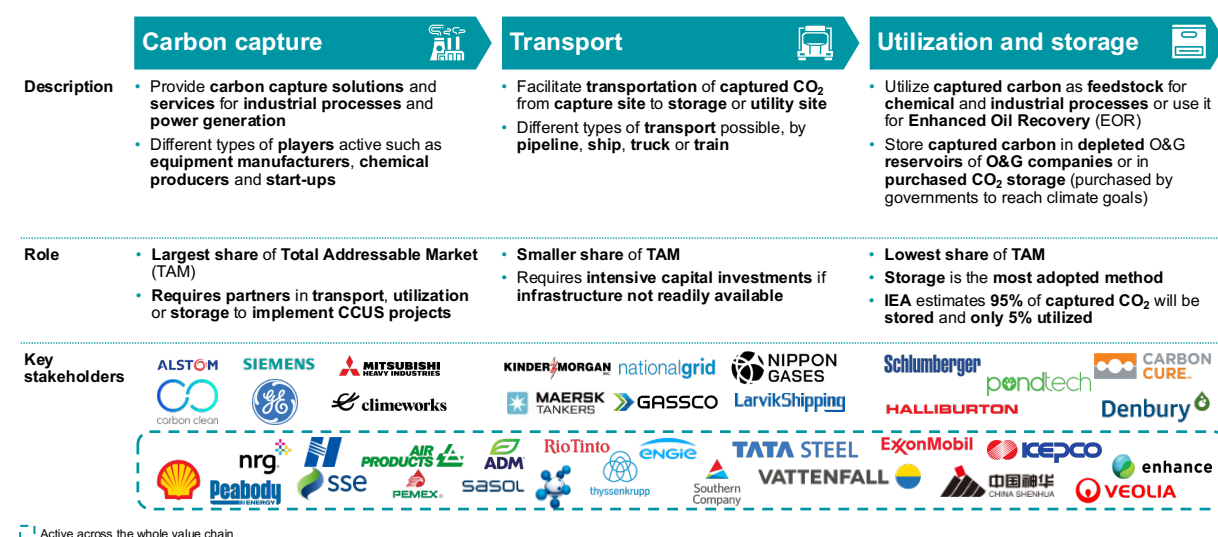 Carbon capture
Transport
Utilization and storage
Description
• Provide carbon capture solutions and
services for industrial processes and
power generation
• Different types of players active such as
equipment manufacturers, chemical
producers and start-ups
• Facilitate transportation of captured CO₂
from capture site to storage or utility site
• Different types of transport possible, by
pipeline, ship, truck or train
• Utilize captured carbon as feedstock for
chemical and industrial processes or use it
for Enhanced Oil Recovery (EOR)
• Store captured carbon in depleted O&G
reservoirs of O&G companies or in
purchased CO₂ storage (purchased by
governments to reach climate goals)
Role
• Largest share of Total Addressable Market
(TAM)
• Requires partners in transport, utilization
or storage to implement CCUS projects
• Smaller share of TAM
• Requires intensive capital investments if
infrastructure not readily available
• Lowest share of TAM
• Storage is the most adopted method
• IEA estimates 95% of captured CO₂ will be
stored and only 5% utilized
Key
stakeholders
ALSTOM
SIEMENS
MITSUBISHI
HEAVY INDUSTRIES
carbon clean
GE
climeworks
KINDER MORGAN INC.
nationalgrid
NIPPON
GASES
MAERSK
TANKERS
GASSCO
LarvikShipping
Schlumberger
pondtech
CARBON
CURE™
HALLIBURTON
Denbury
nrg
Peabody
ENERGY
sse
AIR
PRODUCTS
PEMEX
ADM
sasol
RioTinto
thyssenkrupp
ENGIE
Southern
Company
TATA STEEL
VATTENFALL
ExxonMobil
KEPCO
中国神华
CHINA SHENHUA
enhance
VEOLIA
Active across the whole value chain